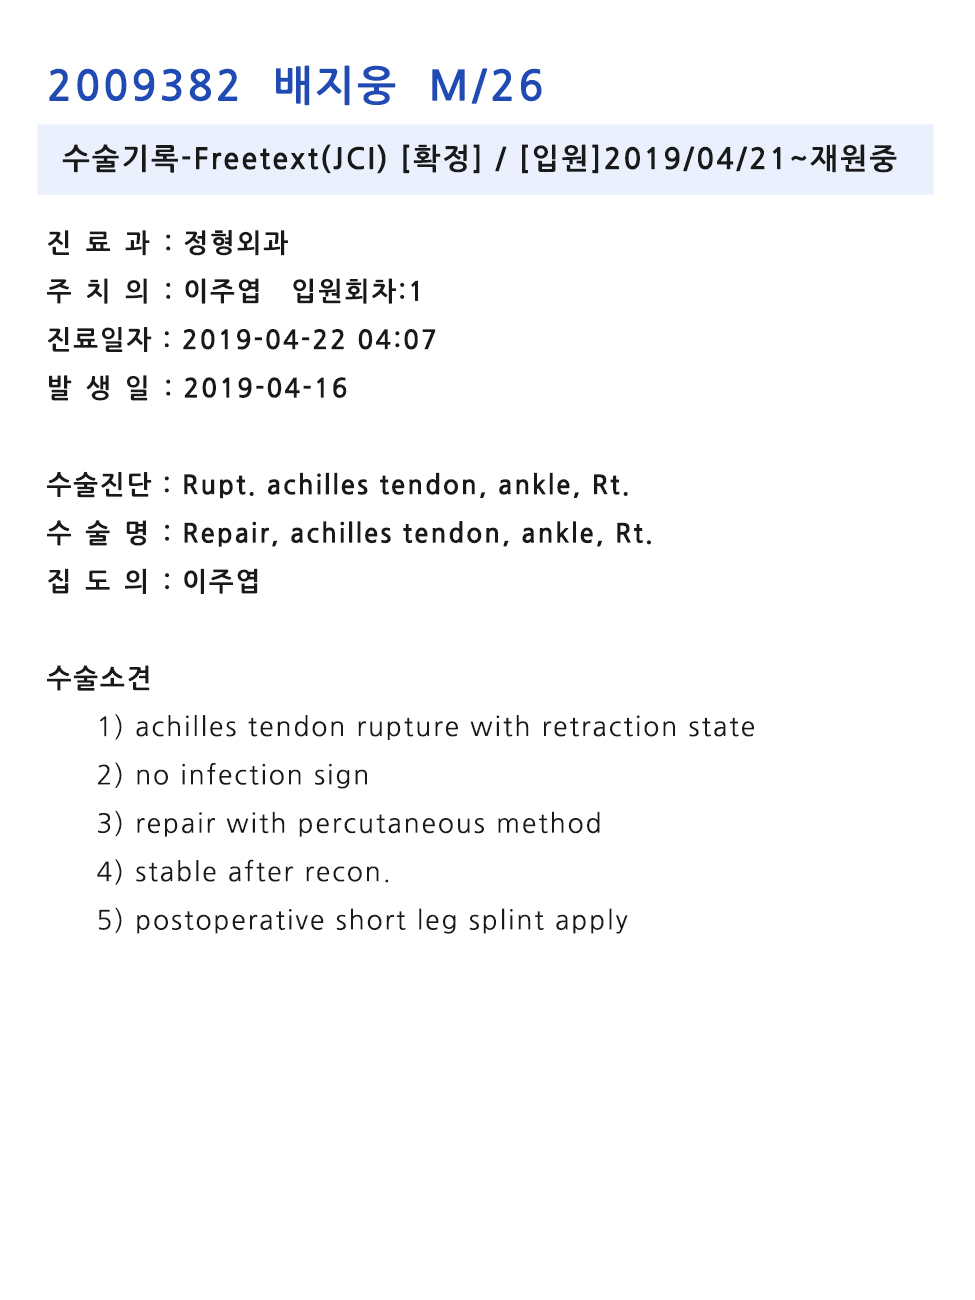 2009382 배지웅 M/26
수술기록-Freetext(JCI) [확정] / [입원]2019/04/21~재원중
진 료 과 : 정형외과
주 치 의 : 이주엽 입원회차:1
진료일자 : 2019-04-22 04:07
발 생 일 : 2019-04-16
수술진단 : Rupt. achilles tendon, ankle, Rt.
수 술 명 : Repair, achilles tendon, ankle, Rt.
집 도 의 : 이주엽
수술소견
1) achilles tendon rupture with retraction state
2) no infection sign
3) repair with percutaneous method
4) stable after recon.
5) postoperative short leg splint apply